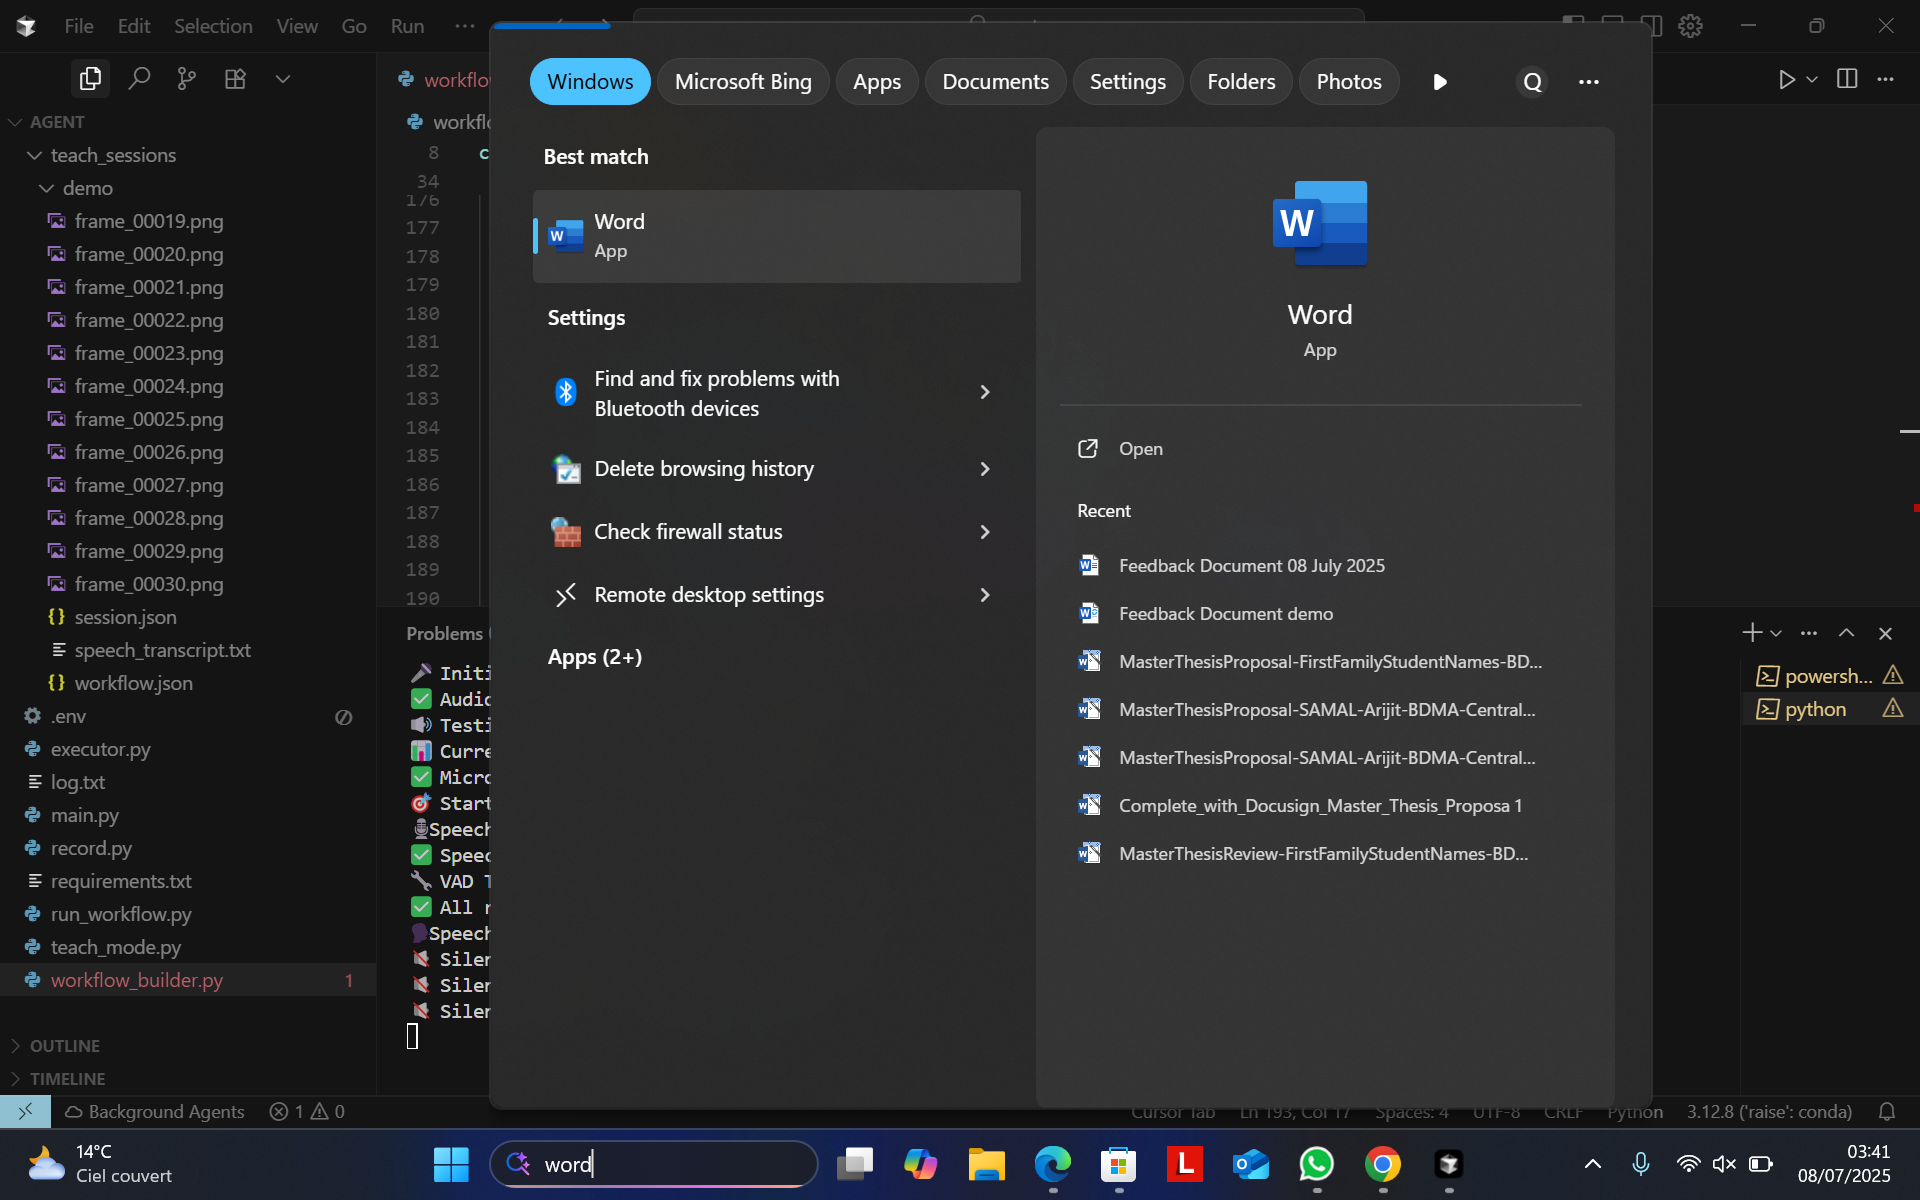 File Edit Selection View Go Run
AGENT
teach_sessions
demo
frame_00019.png
frame_00020.png
frame_00021.png
frame_00022.png
frame_00023.png
frame_00024.png
frame_00025.png
frame_00026.png
frame_00027.png
frame_00028.png
frame_00029.png
frame_00030.png
session.json
speech_transcript.txt
workflow.json
.env
executor.py
log.txt
main.py
record.py
requirements.txt
run_workflow.py
teach_mode.py
workflow_builder.py 1
OUTLINE
TIMELINE
workflo
workflo
8 c
34
176
177
178
179
180
181
182
183
184
185
186
187
188
189
190
Problems
Initi
Audio
Testi
Curre
Micro
Start
Speech
Speec
VAD T
All r
Speech
Silen
Silen
Silen
Windows Microsoft Bing Apps Documents Settings Folders Photos Q
Best match
Word
App
Settings
Find and fix problems with
Bluetooth devices
Delete browsing history
Check firewall status
Remote desktop settings
Apps (2+)
W
Word
App
Open
Recent
Feedback Document 08 July 2025
Feedback Document demo
MasterThesisProposal-FirstFamilyStudentNames-BD...
MasterThesisProposal-SAMAL-Arijit-BDMA-Central...
MasterThesisProposal-SAMAL-Arijit-BDMA-Central...
Complete_with_Docusign_Master_Thesis_Proposa 1
MasterThesisReview-FirstFamilyStudentNames-BD...
powersh...
python
Background Agents 1 0
Cursor Tab Ln 193, Col 17 Spaces: 4 UTF-8 CRLF Python 3.12.8 ('raise': conda)
14°C
Ciel couvert
word
L
03:41
08/07/2025